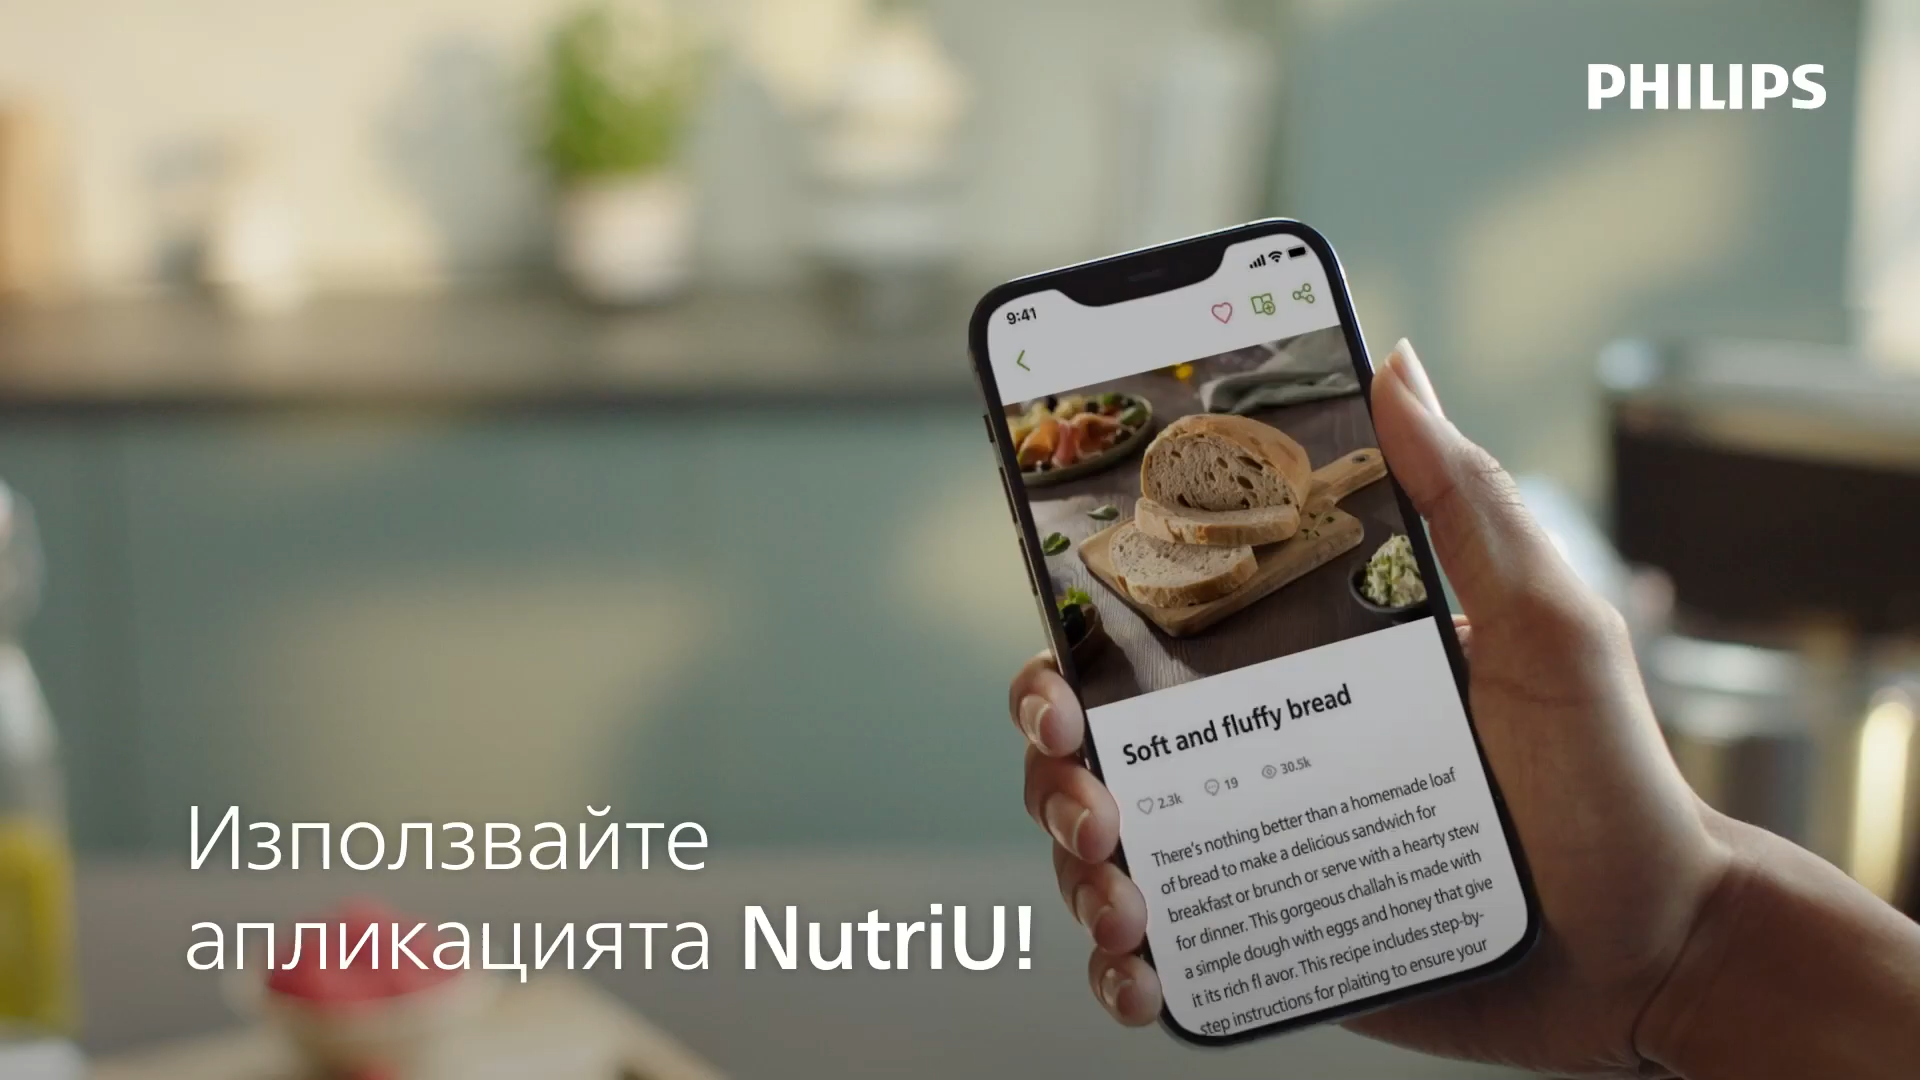 PHILIPS
9:41
Soft and fluffy bread
2.3k 19 30.5k
There's nothing better than a homemade loaf
of bread to make a delicious sandwich for
breakfast or brunch or serve with a hearty stew
for dinner. This gorgeous challah is made with
a simple dough with eggs and honey that give
it its rich fl avor. This recipe includes step-by-
step instructions for plaiting to ensure your
Използвайте
апликацията NutriU!